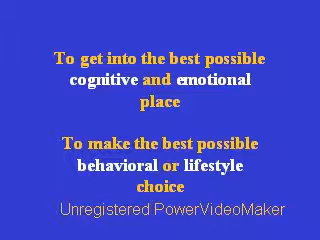 To get into the best possible
cognitive and emotional
place
To make the best possible
behavioral or lifestyle
choice
Unregistered PowerVideoMaker